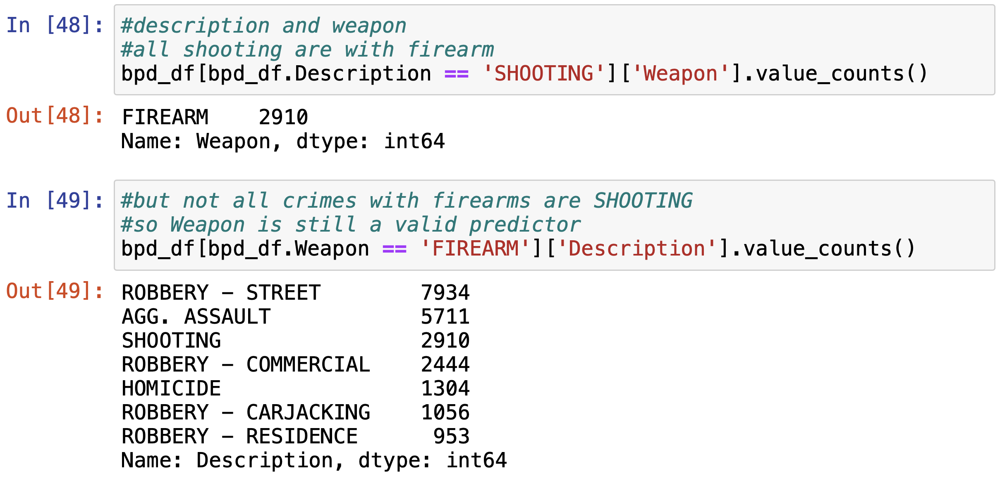 In [48]:
#description and weapon
#all shooting are with firearm
bpd_df[bpd_df.Description == 'SHOOTING']['Weapon'].value_counts()
Out[48]:
FIREARM    2910
Name: Weapon, dtype: int64
In [49]:
#but not all crimes with firearms are SHOOTING
#so Weapon is still a valid predictor
bpd_df[bpd_df.Weapon == 'FIREARM']['Description'].value_counts()
Out[49]:
ROBBERY - STREET        7934
AGG. ASSAULT            5711
SHOOTING                2910
ROBBERY - COMMERCIAL    2444
HOMICIDE                1304
ROBBERY - CARJACKING    1056
ROBBERY - RESIDENCE      953
Name: Description, dtype: int64